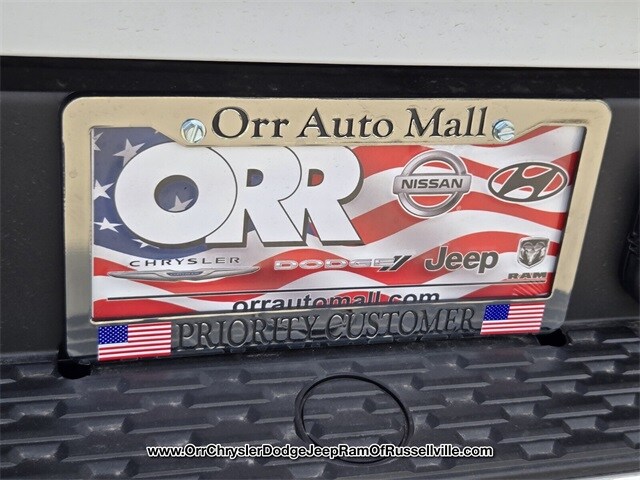 Orr Auto Mall
ORR
NISSAN
CHRYSLER
DODGE
Jeep
RAM
orrautomall.com
PRIORITY CUSTOMER
www.OrrChryslerDodgeJeepRamOfRussellville.com